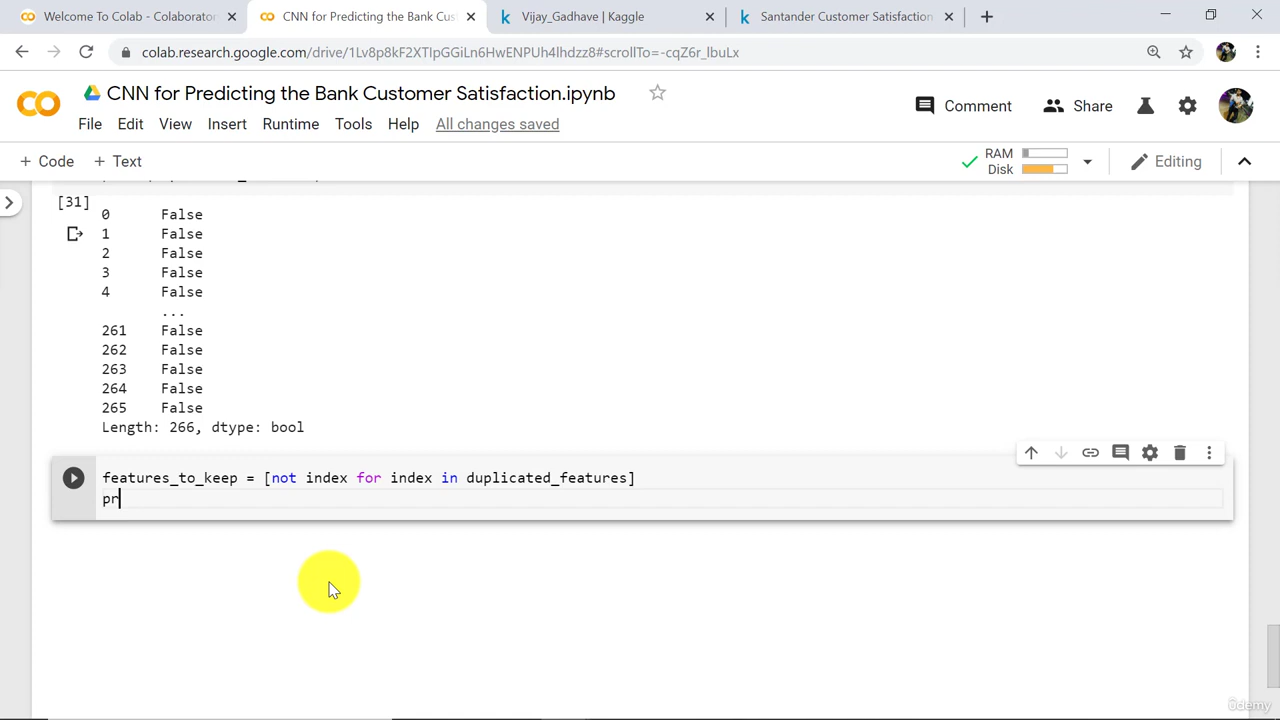 Welcome To Colab - Colaborator
CNN for Predicting the Bank Cust
Vijay_Gadhave | Kaggle
Santander Customer Satisfaction
colab.research.google.com/drive/1Lv8p8kF2XTIpGGiLn6HwENPUh4lhdzz8#scrollTo=-cqZ6r_lbuLx
CNN for Predicting the Bank Customer Satisfaction.ipynb
Comment
Share
File Edit View Insert Runtime Tools Help All changes saved
+ Code + Text
RAM
Disk
Editing
[31]
0 False
1 False
2 False
3 False
4 False
...
261 False
262 False
263 False
264 False
265 False
Length: 266, dtype: bool
features_to_keep = [not index for index in duplicated_features]
pr
ûdemy